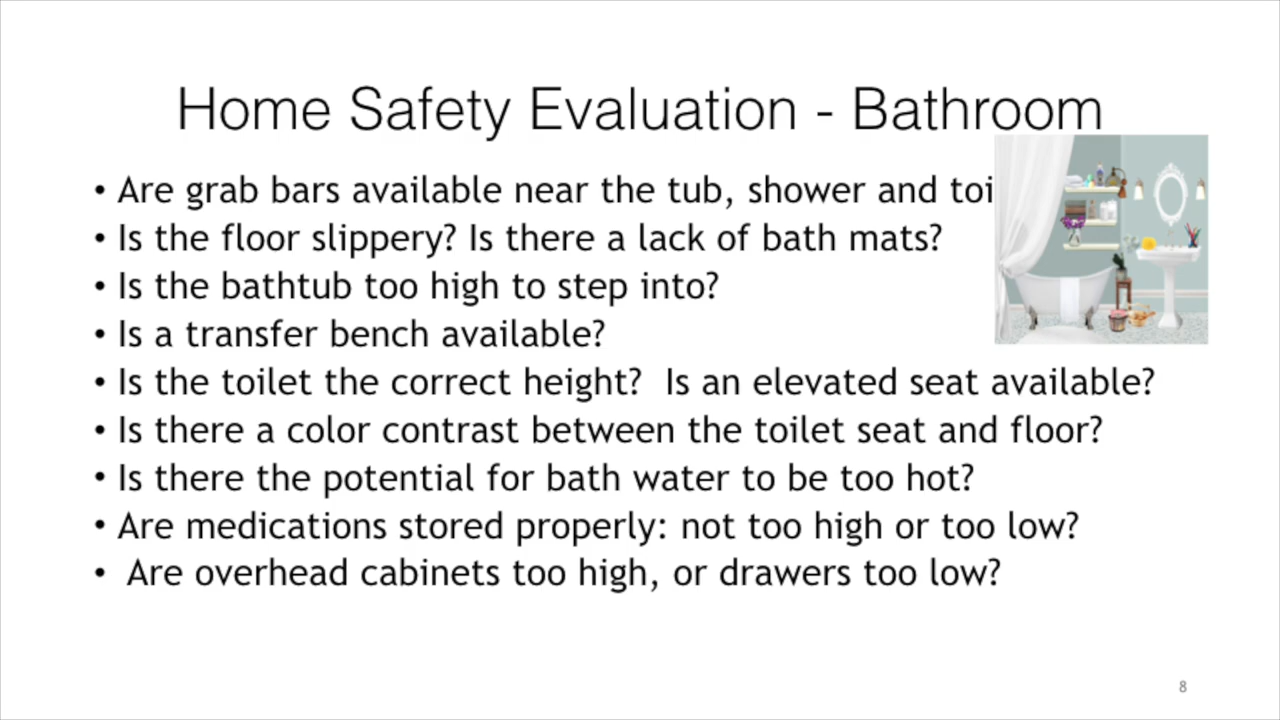 Home Safety Evaluation - Bathroom
• Are grab bars available near the tub, shower and
• Is the floor slippery? Is there a lack of bath mats?
• Is the bathtub too high to step into?
• Is a transfer bench available?
• Is the toilet the correct height?  Is an elevated seat available?
• Is there a color contrast between the toilet seat and floor?
• Is there the potential for bath water to be too hot?
• Are medications stored properly: not too high or too low?
•  Are overhead cabinets too high, or drawers too low?
8